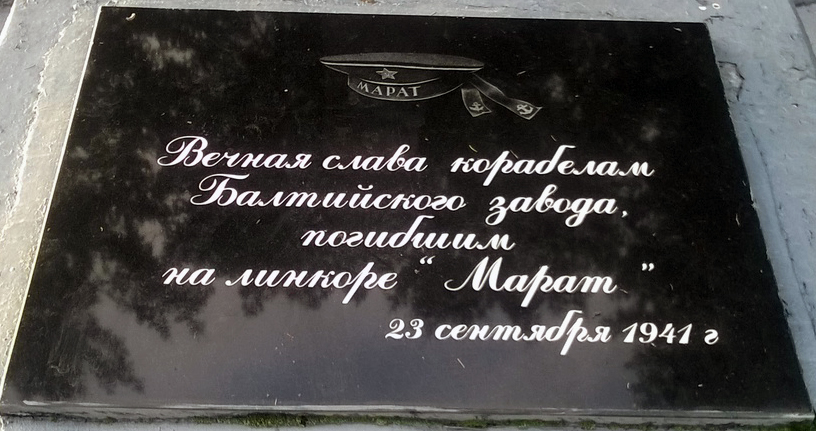 МАРАТ
Вечная слава корабелам
Балтийского завода,
погибшим
на линкоре " Марат "
23 сентября 1941 г